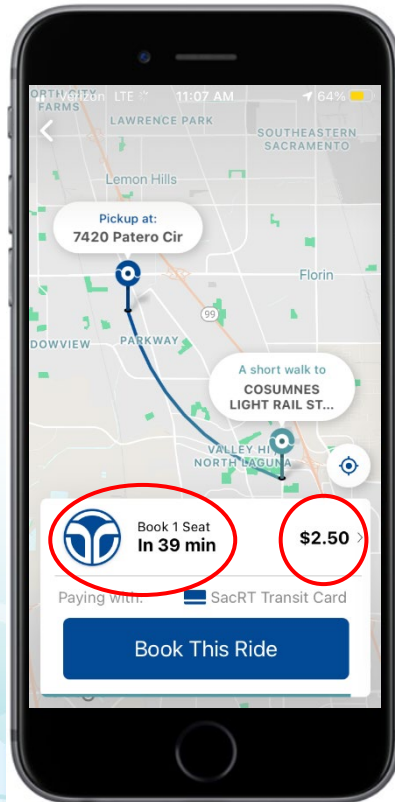 Verizon LTE 11:07 AM 64%
NORTH CITY
FARMS
LAWRENCE PARK
SOUTHEASTERN
SACRAMENTO
Lemon Hills
Pickup at:
7420 Patero Cir
Florin
99
DOWVIEW
PARKWAY
A short walk to
COSUMNES
LIGHT RAIL ST...
VALLEY HI /
NORTH LAGUNA
Book 1 Seat
In 39 min
$2.50
Paying with:
SacRT Transit Card
Book This Ride